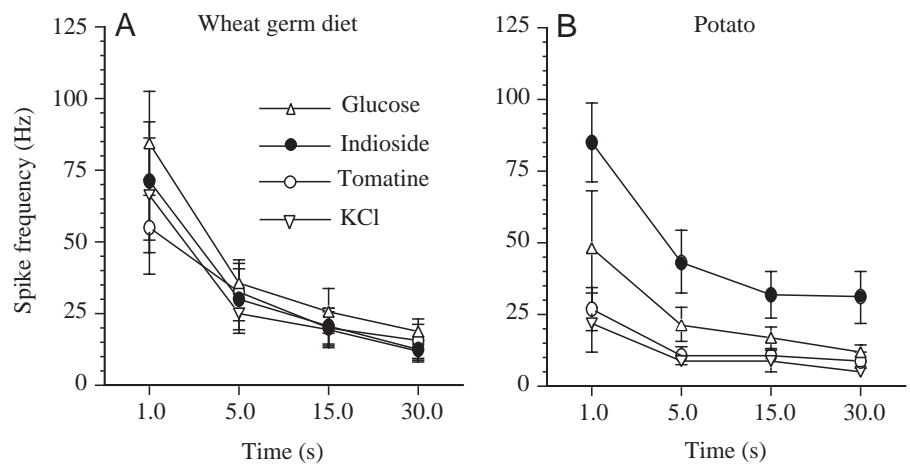 A Wheat germ diet
125
100
75
50
25
0
Spike frequency (Hz)
Glucose
Indioside
Tomatine
KCl
1.0 5.0 15.0 30.0
Time (s)
B Potato
125
100
75
50
25
0
1.0 5.0 15.0 30.0
Time (s)